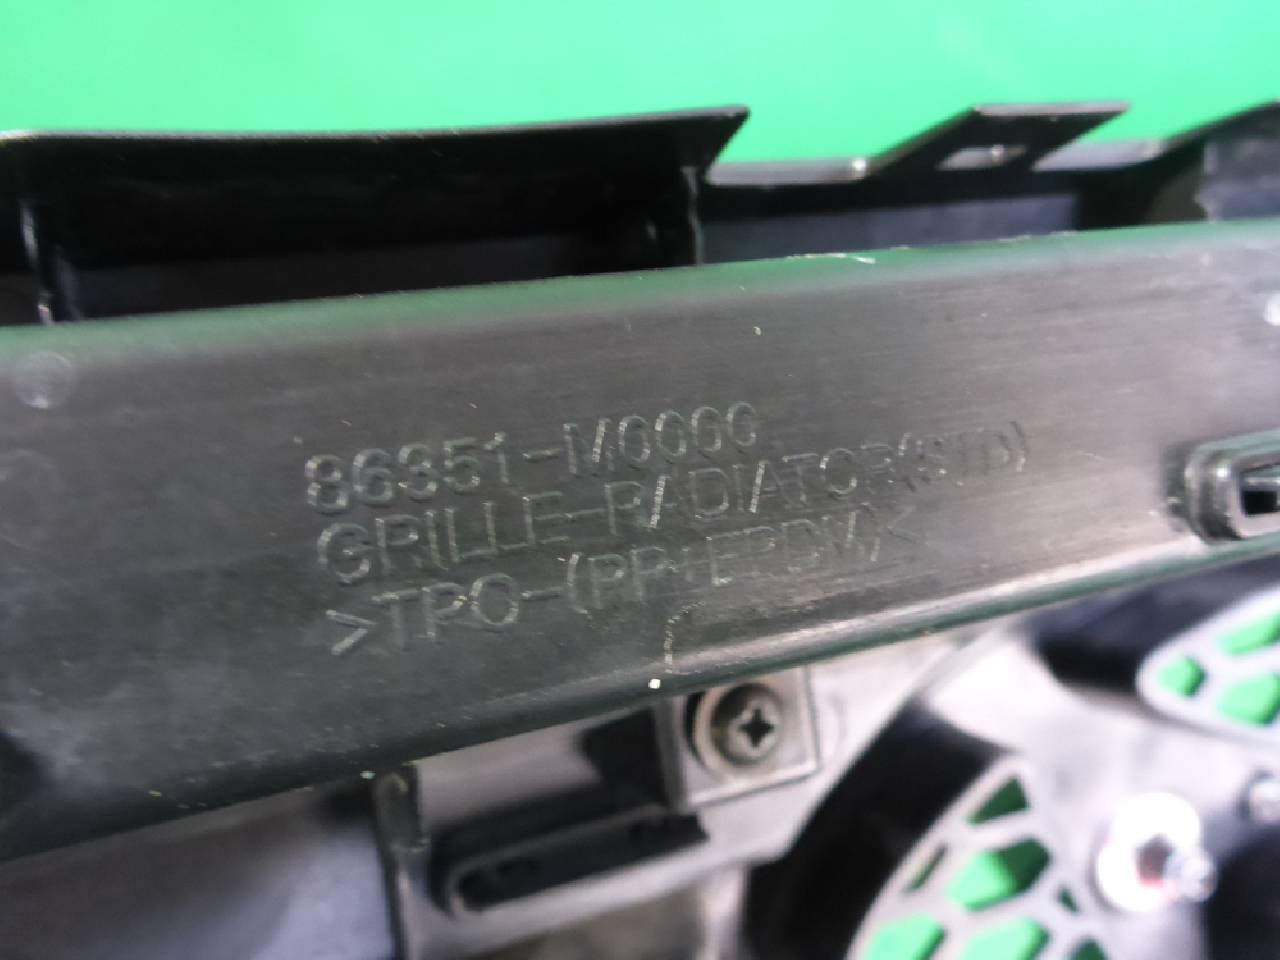 86351-M0000
GRILLE-RADIATOR(STD)
>TPO-(PP+EPDM)<